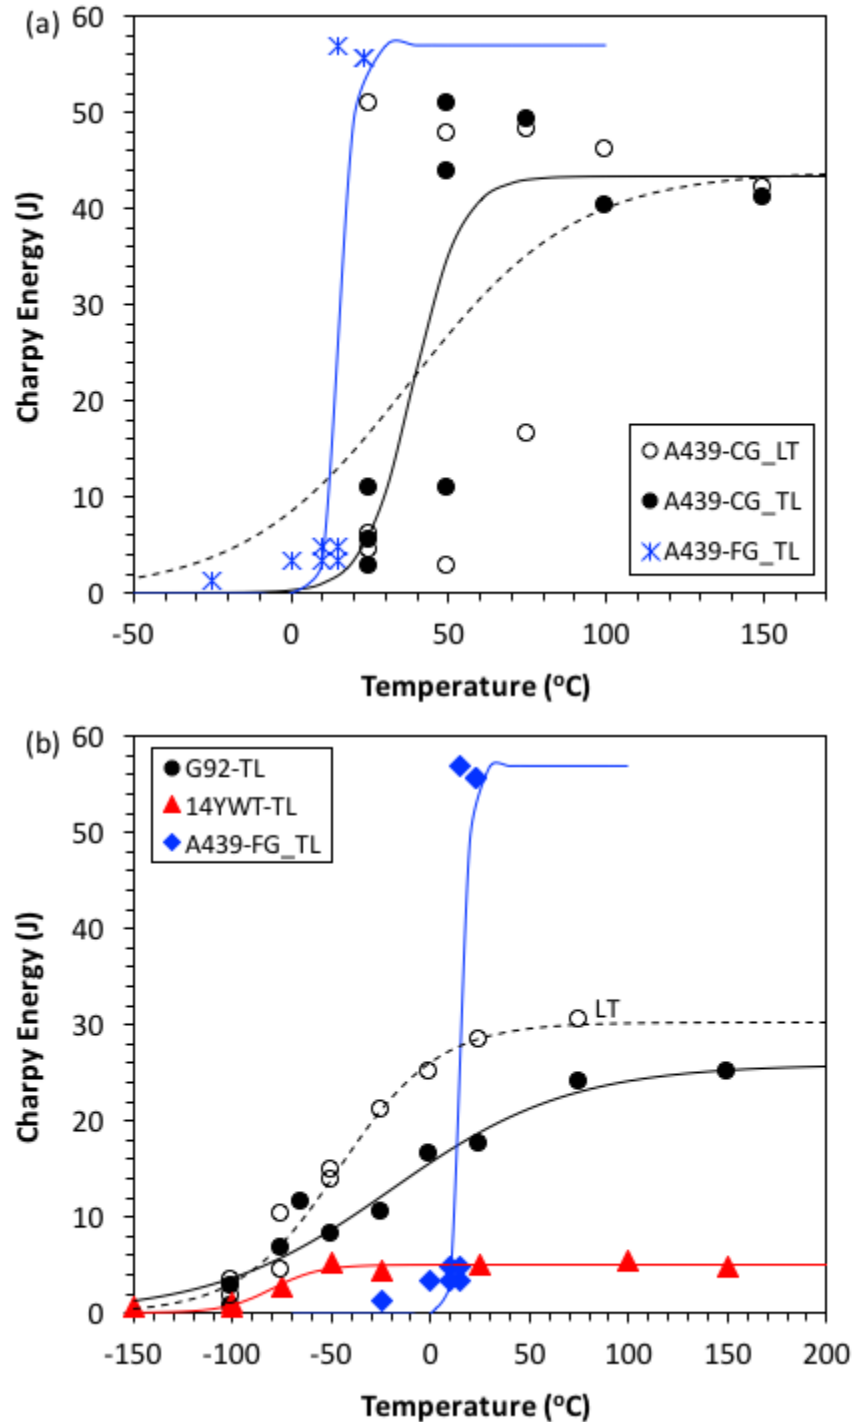 (a)
60
50
40
30
20
10
0
Charpy Energy (J)
A439-CG_LT
A439-CG_TL
A439-FG_TL
-50 0 50 100 150
Temperature (°C)
(b)
60
50
40
30
20
10
0
Charpy Energy (J)
G92-TL
14YWT-TL
A439-FG_TL
LT
-150 -100 -50 0 50 100 150 200
Temperature (°C)